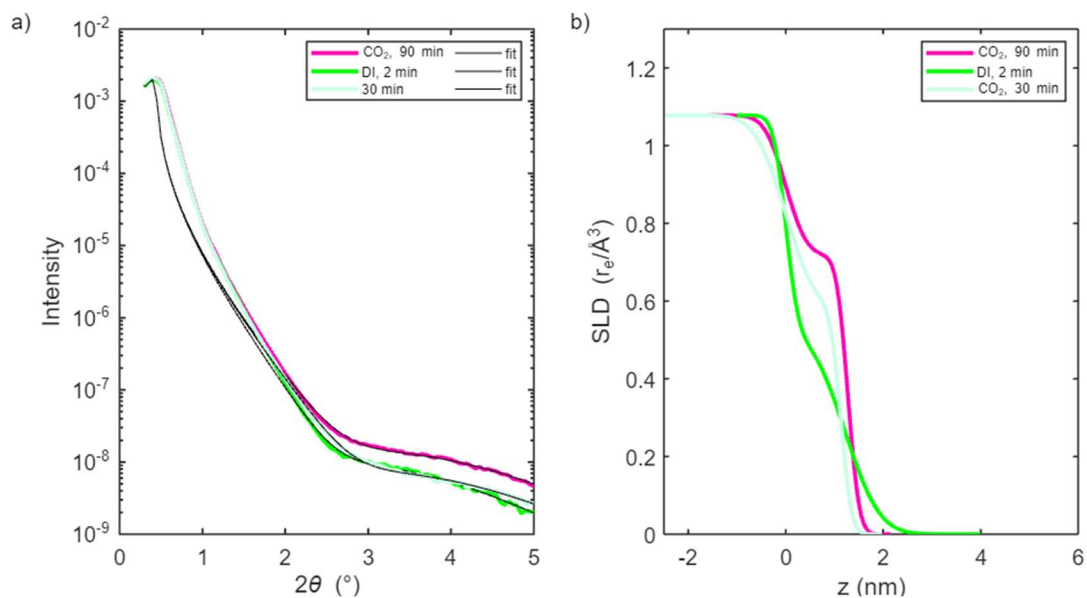 a)
10⁻²
10⁻³
10⁻⁴
10⁻⁵
10⁻⁶
10⁻⁷
10⁻⁸
10⁻⁹
Intensity
0 1 2 3 4 5
2θ (°)
CO₂, 90 min fit
DI, 2 min fit
30 min fit
b)
1.2
1
0.8
0.6
0.4
0.2
0
SLD (rₑ/Å³)
-2 0 2 4 6
z (nm)
CO₂, 90 min
DI, 2 min
CO₂, 30 min